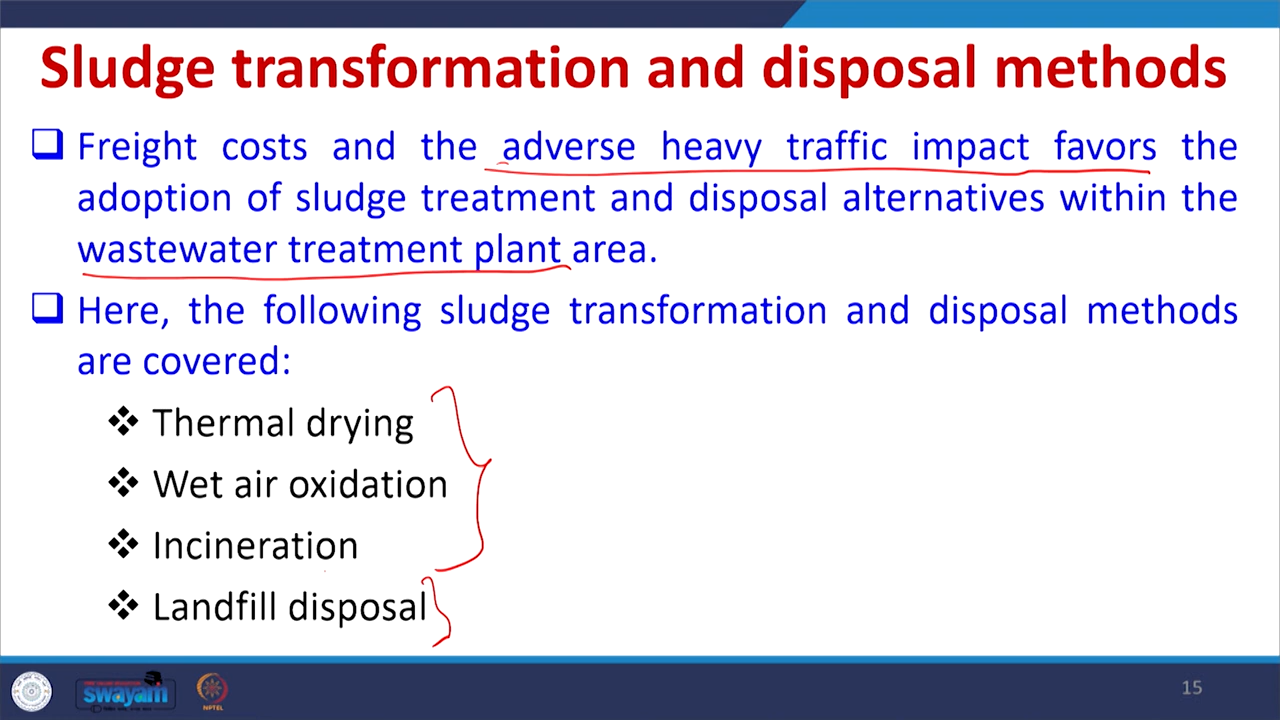 Sludge transformation and disposal methods
Freight costs and the adverse heavy traffic impact favors the
adoption of sludge treatment and disposal alternatives within the
wastewater treatment plant area.
Here, the following sludge transformation and disposal methods
are covered:
Thermal drying
Wet air oxidation
Incineration
Landfill disposal
swayam
NPTEL
15